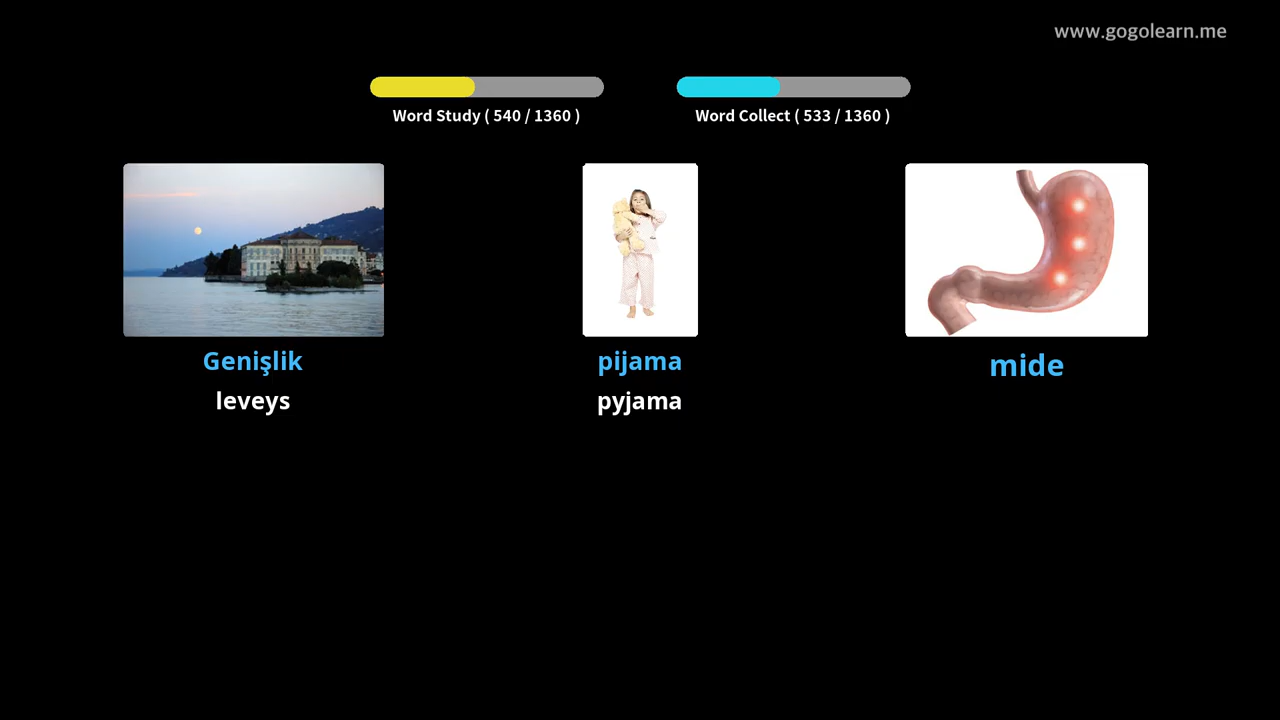 www.gogolearn.me
Word Study ( 540 / 1360 )
Word Collect ( 533 / 1360 )
Genişlik
leveys
pijama
pyjama
mide